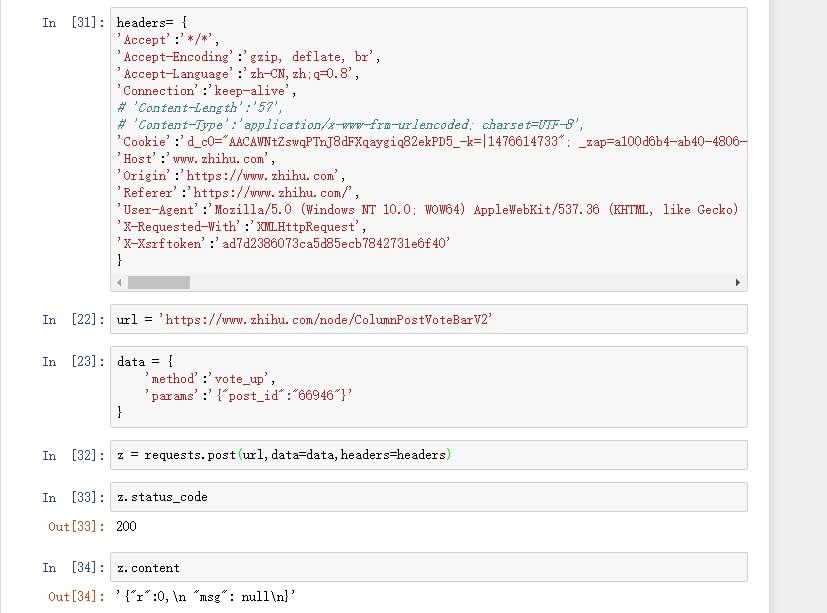 In [31]: headers= {
'Accept':'*/*',
'Accept-Encoding':'gzip, deflate, br',
'Accept-Language':'zh-CN,zh;q=0.8',
'Connection':'keep-alive',
# 'Content-Length':'57',
# 'Content-Type':'application/x-www-frm-urlencoded; charset=UTF-8',
'Cookie':'d_c0="AACAWNtZswqPTnJ8dFXqaygiq82ekPD5_-k=|1476614733"; _zap=a100d6b4-ab40-4806-
'Host':'www.zhihu.com',
'Origin':'https://www.zhihu.com',
'Referer':'https://www.zhihu.com/',
'User-Agent':'Mozilla/5.0 (Windows NT 10.0; WOW64) AppleWebKit/537.36 (KHTML, like Gecko)
'X-Requested-With':'XMLHttpRequest',
'X-Xsrftoken':'ad7d2386073ca5d85ecb7842731e6f40'
}
In [22]: url = 'https://www.zhihu.com/node/ColumnPostVoteBarV2'
In [23]: data = {
'method':'vote_up',
'params':'{"post_id":"66946"}'
}
In [32]: z = requests.post(url,data=data,headers=headers)
In [33]: z.status_code
Out[33]: 200
In [34]: z.content
Out[34]: '{"r":0,\n "msg": null\n}'